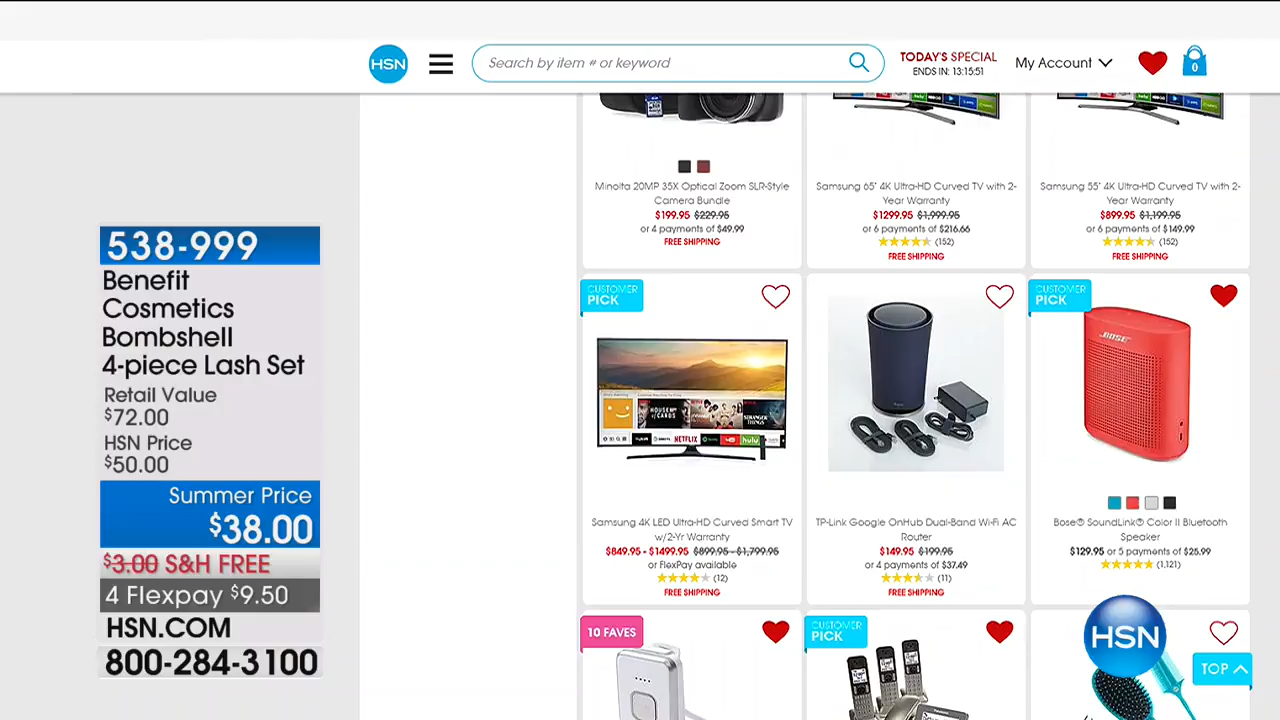 HSN
Search by item # or keyword
TODAY'S SPECIAL
ENDS IN: 13:15:51
My Account
0
Minolta 20MP 35X Optical Zoom SLR-Style
Camera Bundle
$199.95 $229.95
or 4 payments of $49.99
FREE SHIPPING
Samsung 65" 4K Ultra-HD Curved TV with 2-
Year Warranty
$1299.95 $1,999.95
or 6 payments of $216.66
(152)
FREE SHIPPING
Samsung 55" 4K Ultra-HD Curved TV with 2-
Year Warranty
$899.95 $1,199.95
or 6 payments of $149.99
(152)
FREE SHIPPING
538-999
Benefit
Cosmetics
Bombshell
4-piece Lash Set
Retail Value
$72.00
HSN Price
$50.00
Summer Price
$38.00
$3.00 S&H FREE
4 Flexpay $9.50
HSN.COM
800-284-3100
CUSTOMER
PICK
HOUSE of CARDS
STRANGER THINGS
NETFLIX
hulu
Samsung 4K LED Ultra-HD Curved Smart TV
w/2-Yr Warranty
$849.95 - $1499.95 $899.95 - $1,799.95
or FlexPay available
(12)
FREE SHIPPING
TP-Link Google OnHub Dual-Band Wi-Fi AC
Router
$149.95 $199.95
or 4 payments of $37.49
(11)
FREE SHIPPING
CUSTOMER
PICK
BOSE
Bose® SoundLink® Color II Bluetooth
Speaker
$129.95 or 5 payments of $25.99
(1,121)
10 FAVES
CUSTOMER
PICK
HSN
TOP